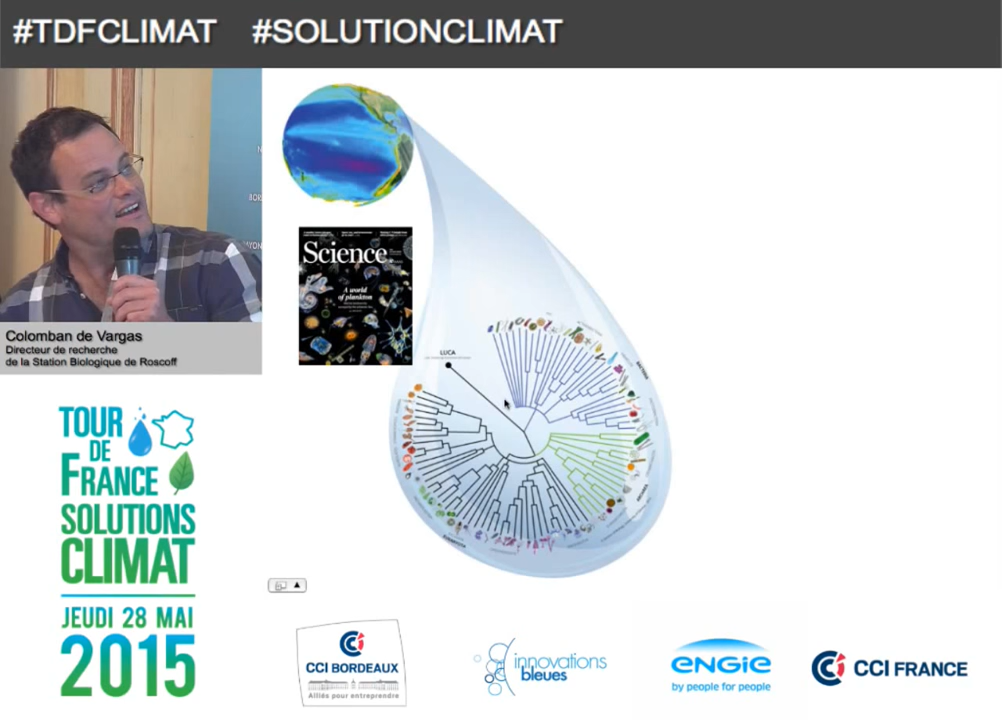 #TDFCLIMAT #SOLUTIONCLIMAT
Colomban de Vargas
Directeur de recherche
de la Station Biologique de Roscoff
Science
A world
of plankton
LUCA
TOUR
DE
FRANCE
SOLUTIONS
CLIMAT
JEUDI 28 MAI
2015
CCI BORDEAUX
Alliés pour entreprendre
innovations
bleues
ENGIE
by people for people
CCI FRANCE